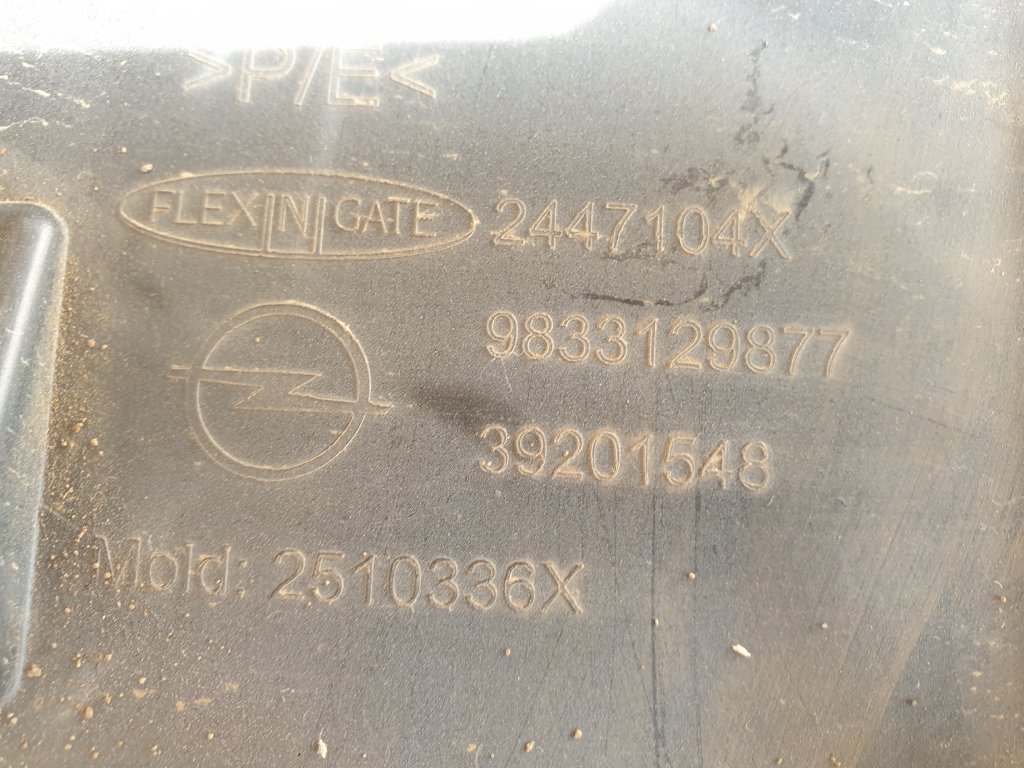 >P/E<
FLEX|N|GATE 2447104X
9833129877
39201548
Mold: 2510336X